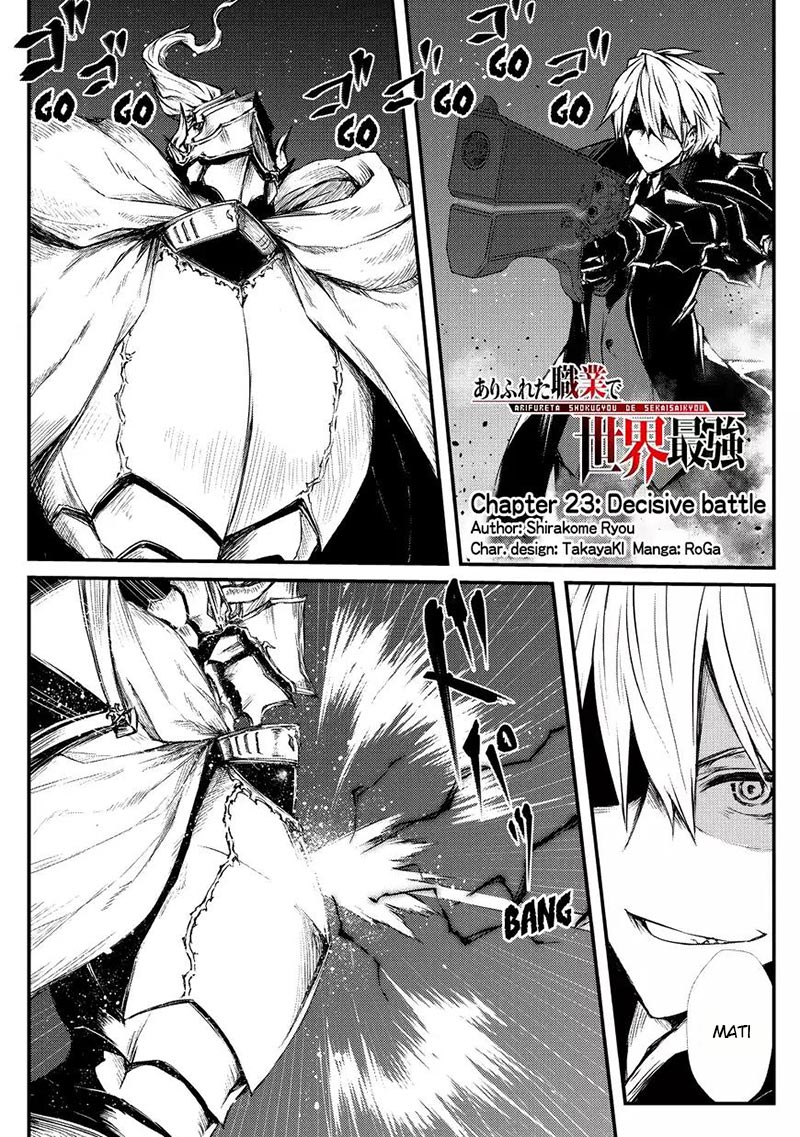 ゴ
GO
ゴ
GO
ゴ
GO
ゴ
GO
ゴ
GO
ゴ
GO
ありふれた職業で
ARIFURETA SHOKUGYOU DE SEKAISAIKYOU
世界最強
Chapter 23: Decisive battle
Author: Shirakome Ryou
Char. design: TakayaKI Manga: RoGa
ドパンッ
BANG
MATI